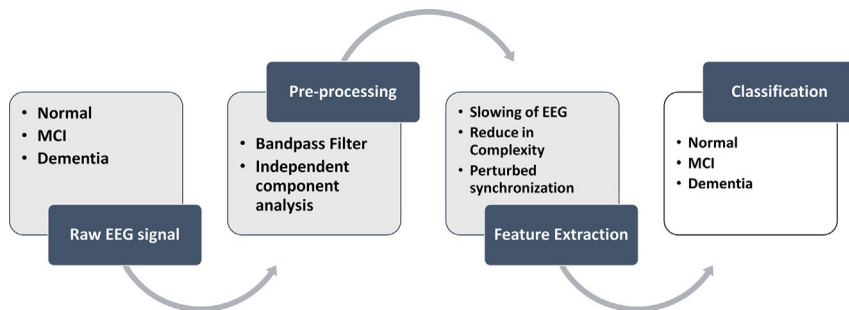 • Normal
• MCI
• Dementia
Raw EEG signal
Pre-processing
• Bandpass Filter
• Independent
component
analysis
• Slowing of EEG
• Reduce in
Complexity
• Perturbed
synchronization
Feature Extraction
Classification
• Normal
• MCI
• Dementia